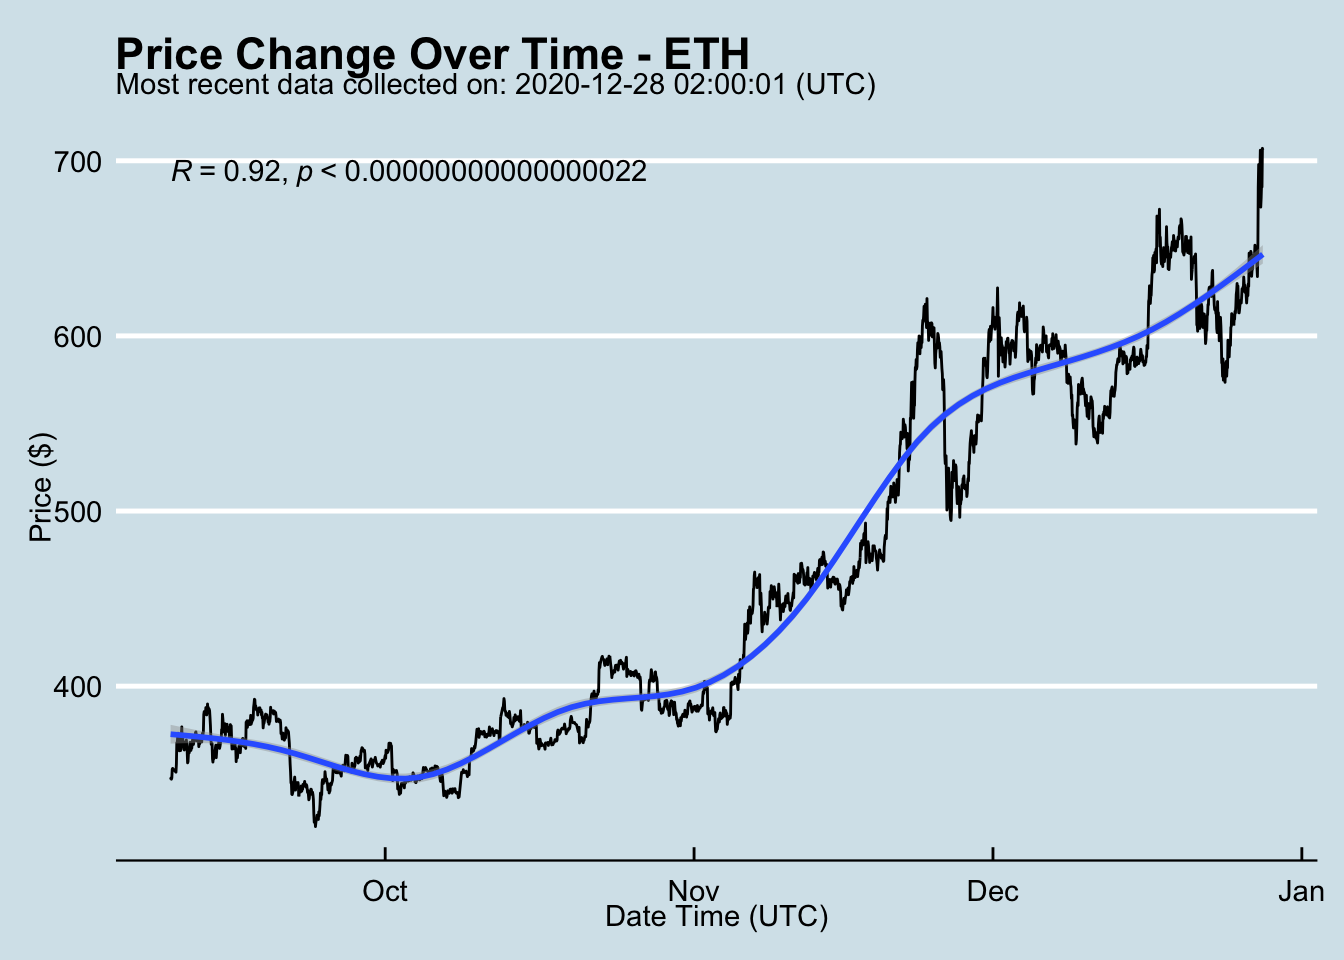 Price Change Over Time - ETH
Most recent data collected on: 2020-12-28 02:00:01 (UTC)
R = 0.92, p < 0.00000000000000022
700
600
500
400
Price ($)
Oct
Nov
Dec
Jan
Date Time (UTC)